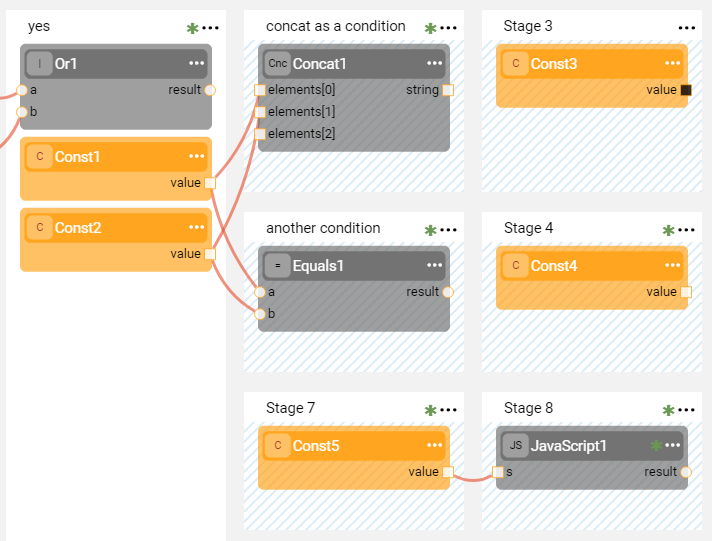 yes
concat as a condition
Stage 3
| Or1
a result
b
Cnc Concat1
elements[0] string
elements[1]
elements[2]
C Const3
value
C Const1
value
C Const2
value
another condition
Stage 4
= Equals1
a result
b
C Const4
value
Stage 7
Stage 8
C Const5
value
JS JavaScript1
s result